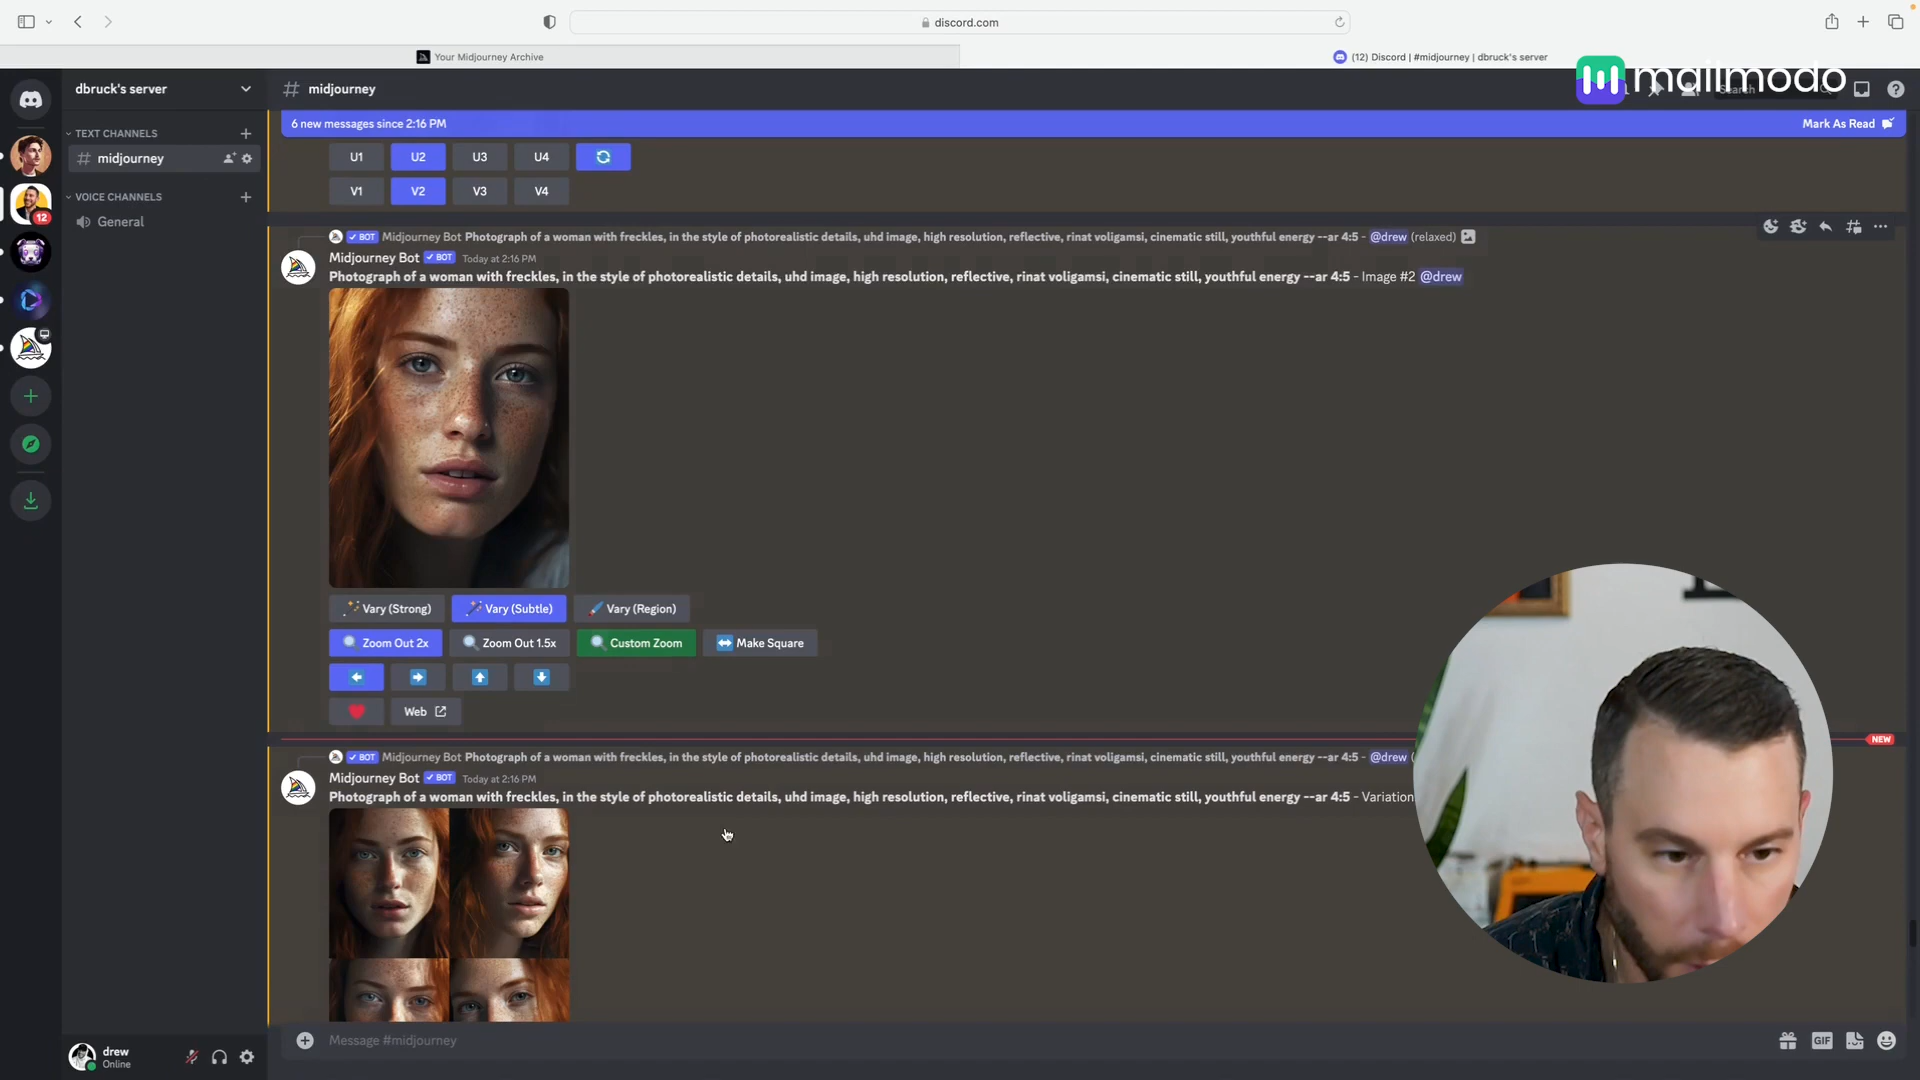 discord.com
Your Midjourney Archive
(12) Discord | #midjourney | dbruck's server
mailmodo
dbruck's server
midjourney
Search
6 new messages since 2:16 PM
Mark As Read
TEXT CHANNELS
midjourney
VOICE CHANNELS
General
12
U1 U2 U3 U4
V1 V2 V3 V4
BOT Midjourney Bot Photograph of a woman with freckles, in the style of photorealistic details, uhd image, high resolution, reflective, rinat voligamsi, cinematic still, youthful energy --ar 4:5 - @drew (relaxed)
Midjourney Bot BOT Today at 2:16 PM
Photograph of a woman with freckles, in the style of photorealistic details, uhd image, high resolution, reflective, rinat voligamsi, cinematic still, youthful energy --ar 4:5 - Image #2 @drew
Vary (Strong) Vary (Subtle) Vary (Region)
Zoom Out 2x Zoom Out 1.5x Custom Zoom Make Square
Web
NEW
BOT Midjourney Bot Photograph of a woman with freckles, in the style of photorealistic details, uhd image, high resolution, reflective, rinat voligamsi, cinematic still, youthful energy --ar 4:5 - @drew
Midjourney Bot BOT Today at 2:16 PM
Photograph of a woman with freckles, in the style of photorealistic details, uhd image, high resolution, reflective, rinat voligamsi, cinematic still, youthful energy --ar 4:5 - Variation
Message #midjourney
GIF
drew
Online